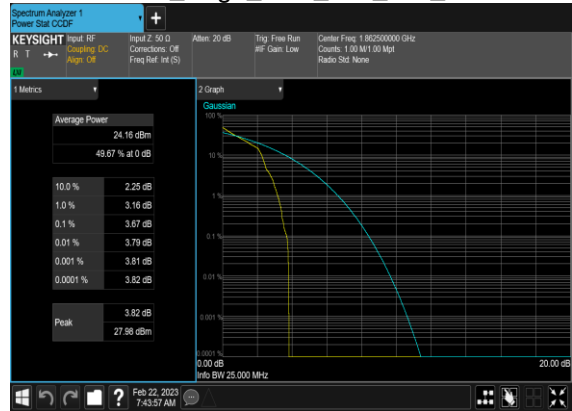 Spectrum Analyzer 1
Power Stat CCDF
KEYSIGHT
R T
LW
Input: RF
Coupling: DC
Align: Off
Input Z: 50 Ω
Corrections: Off
Freq Ref: Int (S)
Atten: 20 dB
Trig: Free Run
#IF Gain: Low
Center Freq: 1.862500000 GHz
Counts: 1.00 M/1.00 Mpt
Radio Std: None
1 Metrics
Average Power
24.16 dBm
49.67 % at 0 dB
10.0 % 2.25 dB
1.0 % 3.16 dB
0.1 % 3.67 dB
0.01 % 3.79 dB
0.001 % 3.81 dB
0.0001 % 3.82 dB
Peak
3.82 dB
27.98 dBm
2 Graph
Gaussian
100 %
10 %
1 %
0.1 %
0.01 %
0.001 %
0.0001 %
0.00 dB 20.00 dB
Info BW 25.000 MHz
Feb 22, 2023
7:43:57 AM